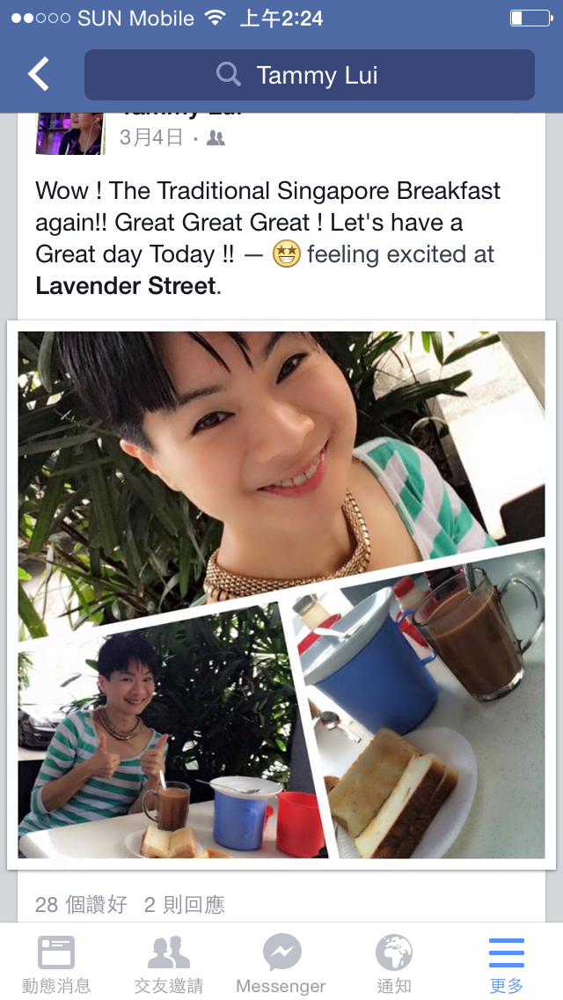 SUN Mobile 上午2:24
Tammy Lui
Tammy Lui
3月4日 ·
Wow ! The Traditional Singapore Breakfast
again!! Great Great Great ! Let's have a
Great day Today !! — feeling excited at
Lavender Street.
28 個讚好 2 則回應
動態消息 交友邀請 Messenger 通知 更多